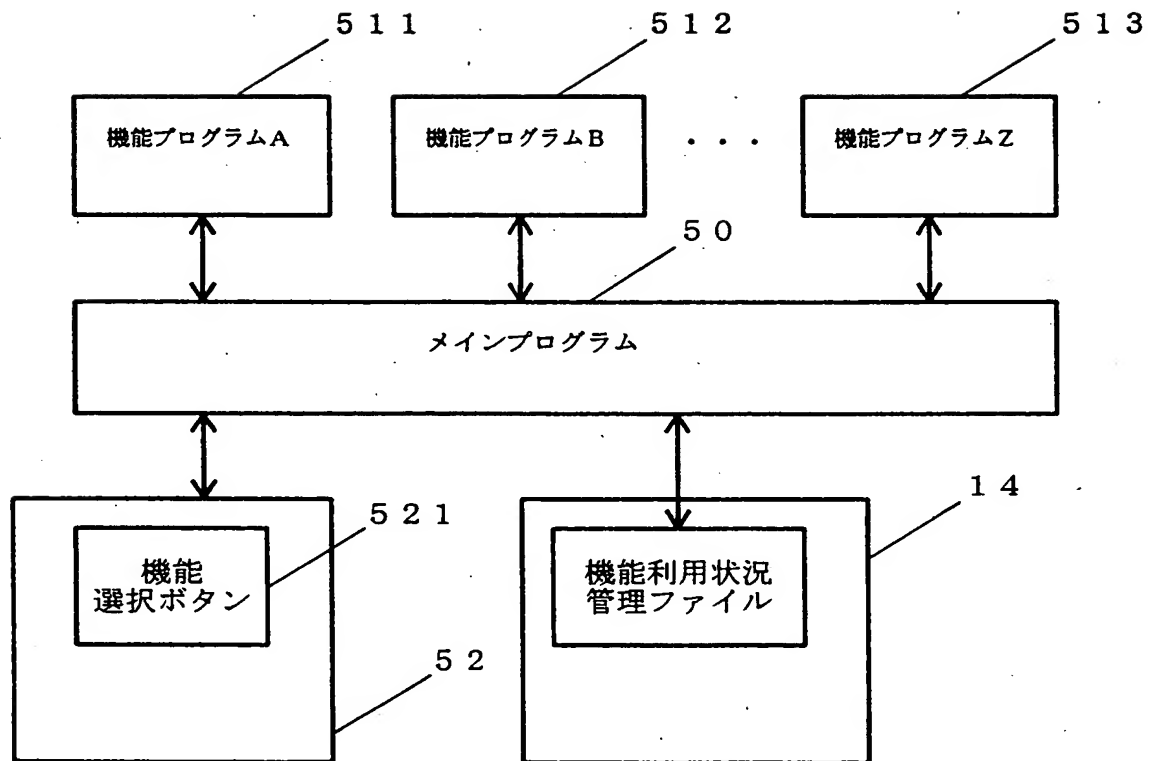 511
512
513
機能プログラムA
機能プログラムB
・・・
機能プログラムZ
50
メインプログラム
521
14
機能
選択ボタン
機能利用状況
管理ファイル
52